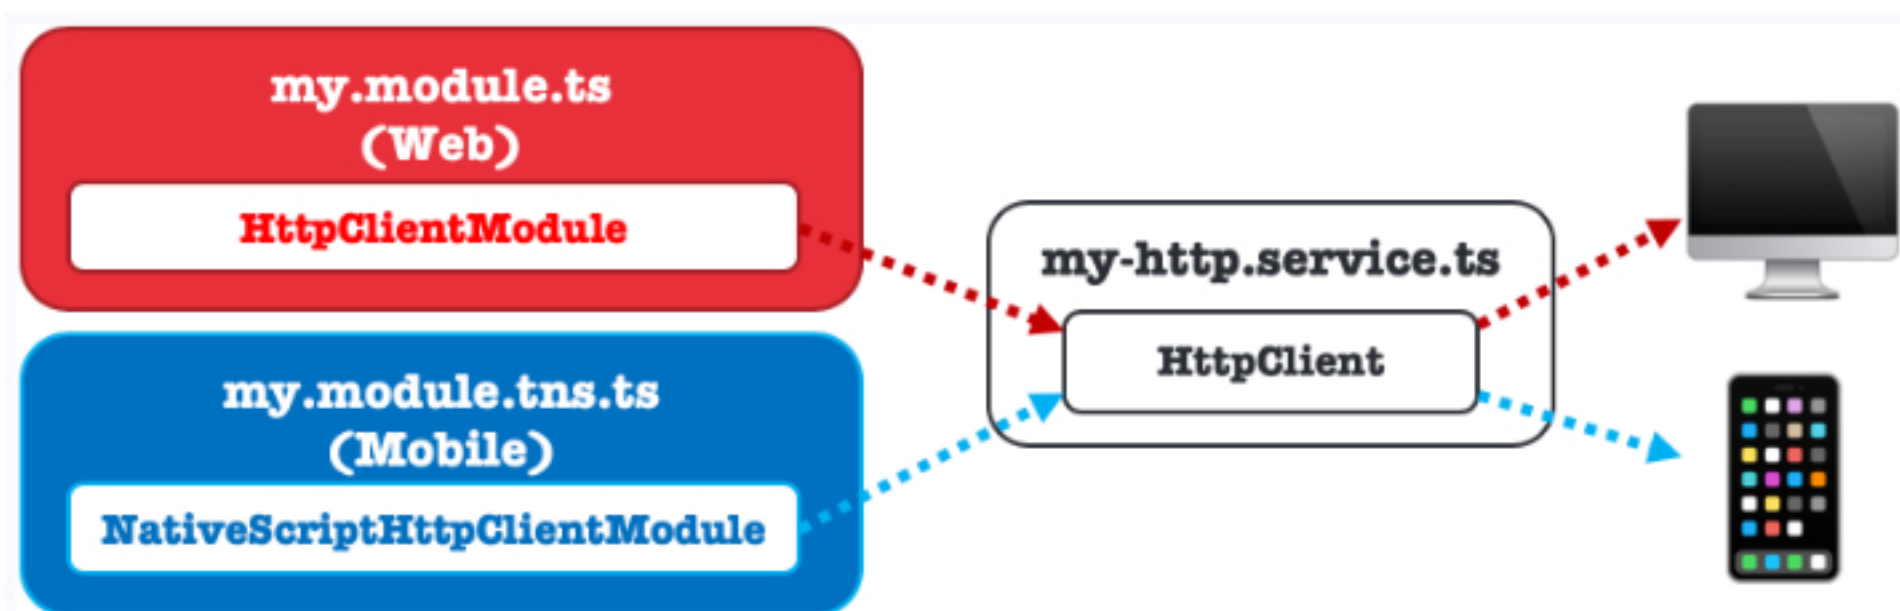 my.module.ts
(Web)
HttpClientModule
my.module.tns.ts
(Mobile)
NativeScriptHttpClientModule
my-http.service.ts
HttpClient